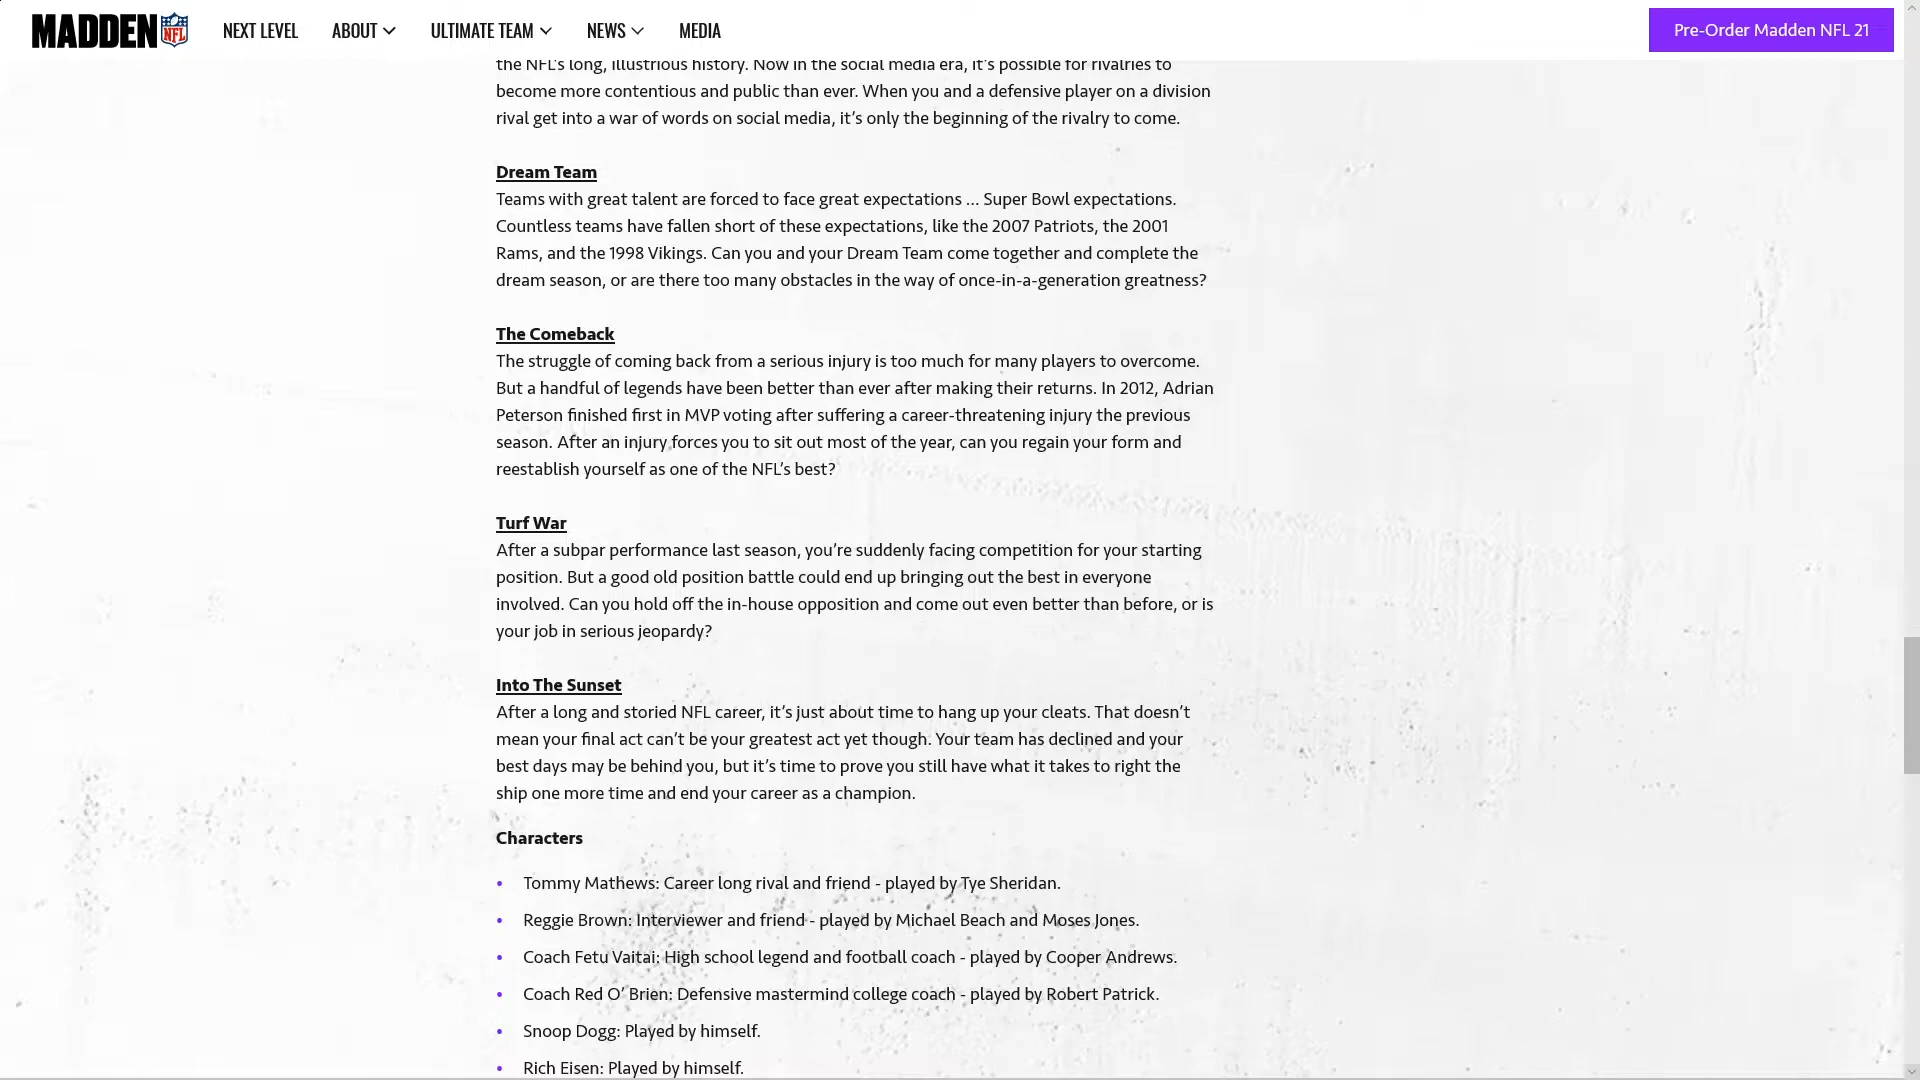 MADDEN NFL
NEXT LEVEL
ABOUT
ULTIMATE TEAM
NEWS
MEDIA
Pre-Order Madden NFL 21
the NFL’s long, illustrious history. Now in the social media era, it’s possible for rivalries to
become more contentious and public than ever. When you and a defensive player on a division
rival get into a war of words on social media, it’s only the beginning of the rivalry to come.
Dream Team
Teams with great talent are forced to face great expectations … Super Bowl expectations.
Countless teams have fallen short of these expectations, like the 2007 Patriots, the 2001
Rams, and the 1998 Vikings. Can you and your Dream Team come together and complete the
dream season, or are there too many obstacles in the way of once-in-a-generation greatness?
The Comeback
The struggle of coming back from a serious injury is too much for many players to overcome.
But a handful of legends have been better than ever after making their returns. In 2012, Adrian
Peterson finished first in MVP voting after suffering a career-threatening injury the previous
season. After an injury forces you to sit out most of the year, can you regain your form and
reestablish yourself as one of the NFL’s best?
Turf War
After a subpar performance last season, you’re suddenly facing competition for your starting
position. But a good old position battle could end up bringing out the best in everyone
involved. Can you hold off the in-house opposition and come out even better than before, or is
your job in serious jeopardy?
Into The Sunset
After a long and storied NFL career, it’s just about time to hang up your cleats. That doesn’t
mean your final act can’t be your greatest act yet though. Your team has declined and your
best days may be behind you, but it’s time to prove you still have what it takes to right the
ship one more time and end your career as a champion.
Characters
• Tommy Mathews: Career long rival and friend - played by Tye Sheridan.
• Reggie Brown: Interviewer and friend - played by Michael Beach and Moses Jones.
• Coach Fetu Vaitai: High school legend and football coach - played by Cooper Andrews.
• Coach Red O’ Brien: Defensive mastermind college coach - played by Robert Patrick.
• Snoop Dogg: Played by himself.
• Rich Eisen: Played by himself.